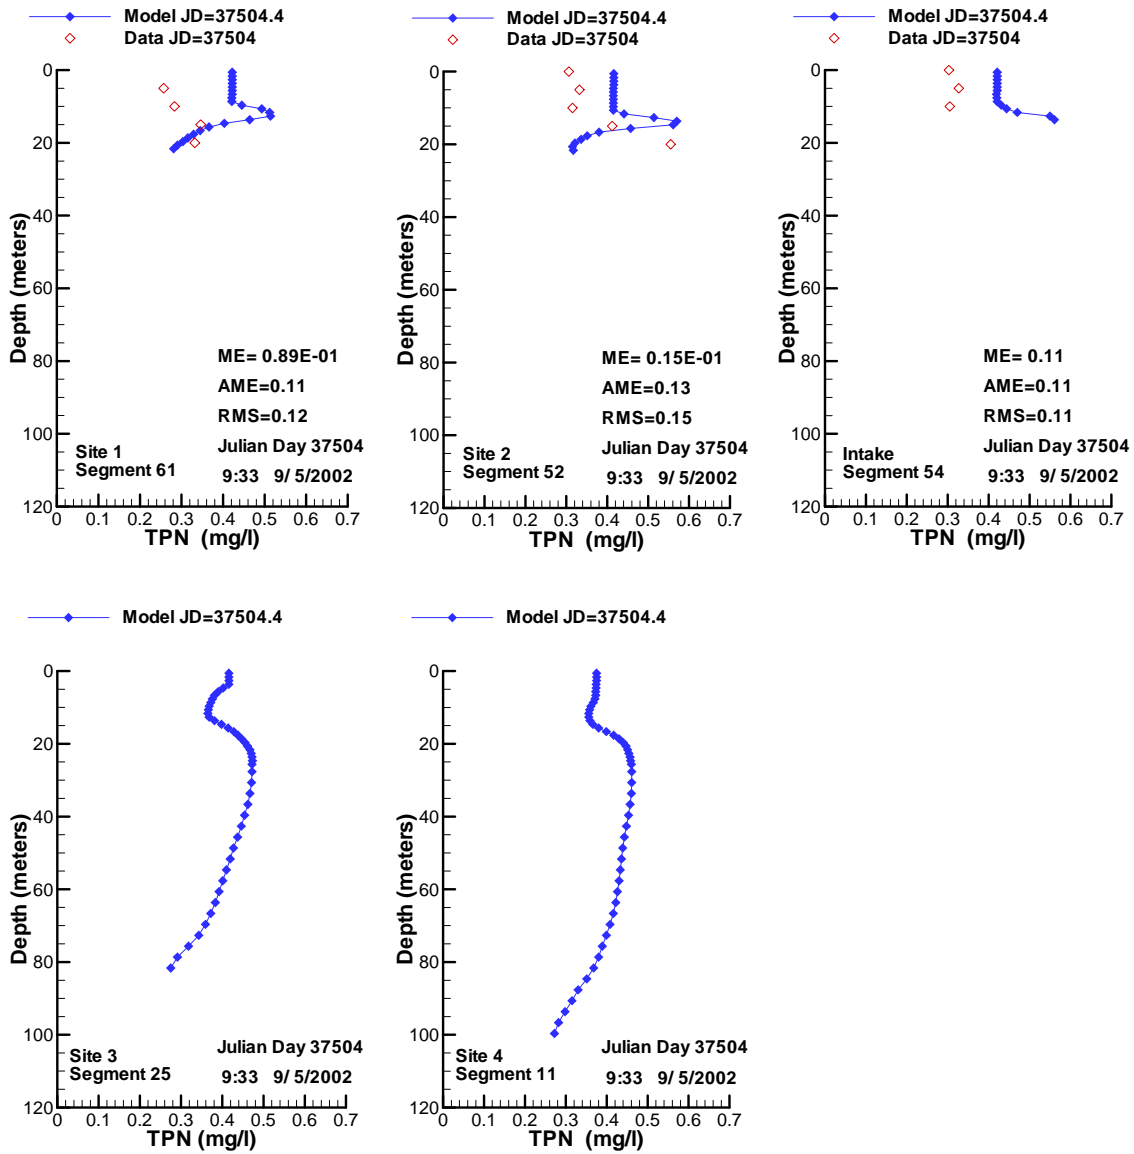 Model JD=37504.4
Data JD=37504
0
20
40
60
80
100
120
Depth (meters)
ME= 0.89E-01
AME=0.11
RMS=0.12
Site 1
Segment 61
Julian Day 37504
9:33 9/ 5/2002
0 0.1 0.2 0.3 0.4 0.5 0.6 0.7
TPN (mg/l)
Model JD=37504.4
Data JD=37504
0
20
40
60
80
100
120
Depth (meters)
ME= 0.15E-01
AME=0.13
RMS=0.15
Site 2
Segment 52
Julian Day 37504
9:33 9/ 5/2002
0 0.1 0.2 0.3 0.4 0.5 0.6 0.7
TPN (mg/l)
Model JD=37504.4
Data JD=37504
0
20
40
60
80
100
120
Depth (meters)
ME= 0.11
AME=0.11
RMS=0.11
Intake
Segment 54
Julian Day 37504
9:33 9/ 5/2002
0 0.1 0.2 0.3 0.4 0.5 0.6 0.7
TPN (mg/l)
Model JD=37504.4
0
20
40
60
80
100
120
Depth (meters)
Site 3
Segment 25
Julian Day 37504
9:33 9/ 5/2002
0 0.1 0.2 0.3 0.4 0.5 0.6 0.7
TPN (mg/l)
Model JD=37504.4
0
20
40
60
80
100
120
Depth (meters)
Site 4
Segment 11
Julian Day 37504
9:33 9/ 5/2002
0 0.1 0.2 0.3 0.4 0.5 0.6 0.7
TPN (mg/l)